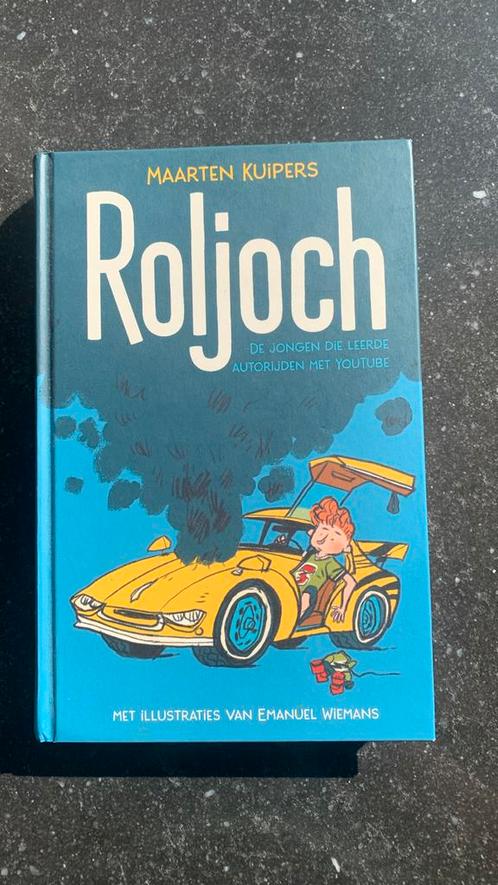 MAARTEN KUIPERS
Roljoch
DE JONGEN DIE LEERDE
AUTORIJDEN MET YOUTUBE
MET ILLUSTRATIES VAN EMANUEL WIEMANS